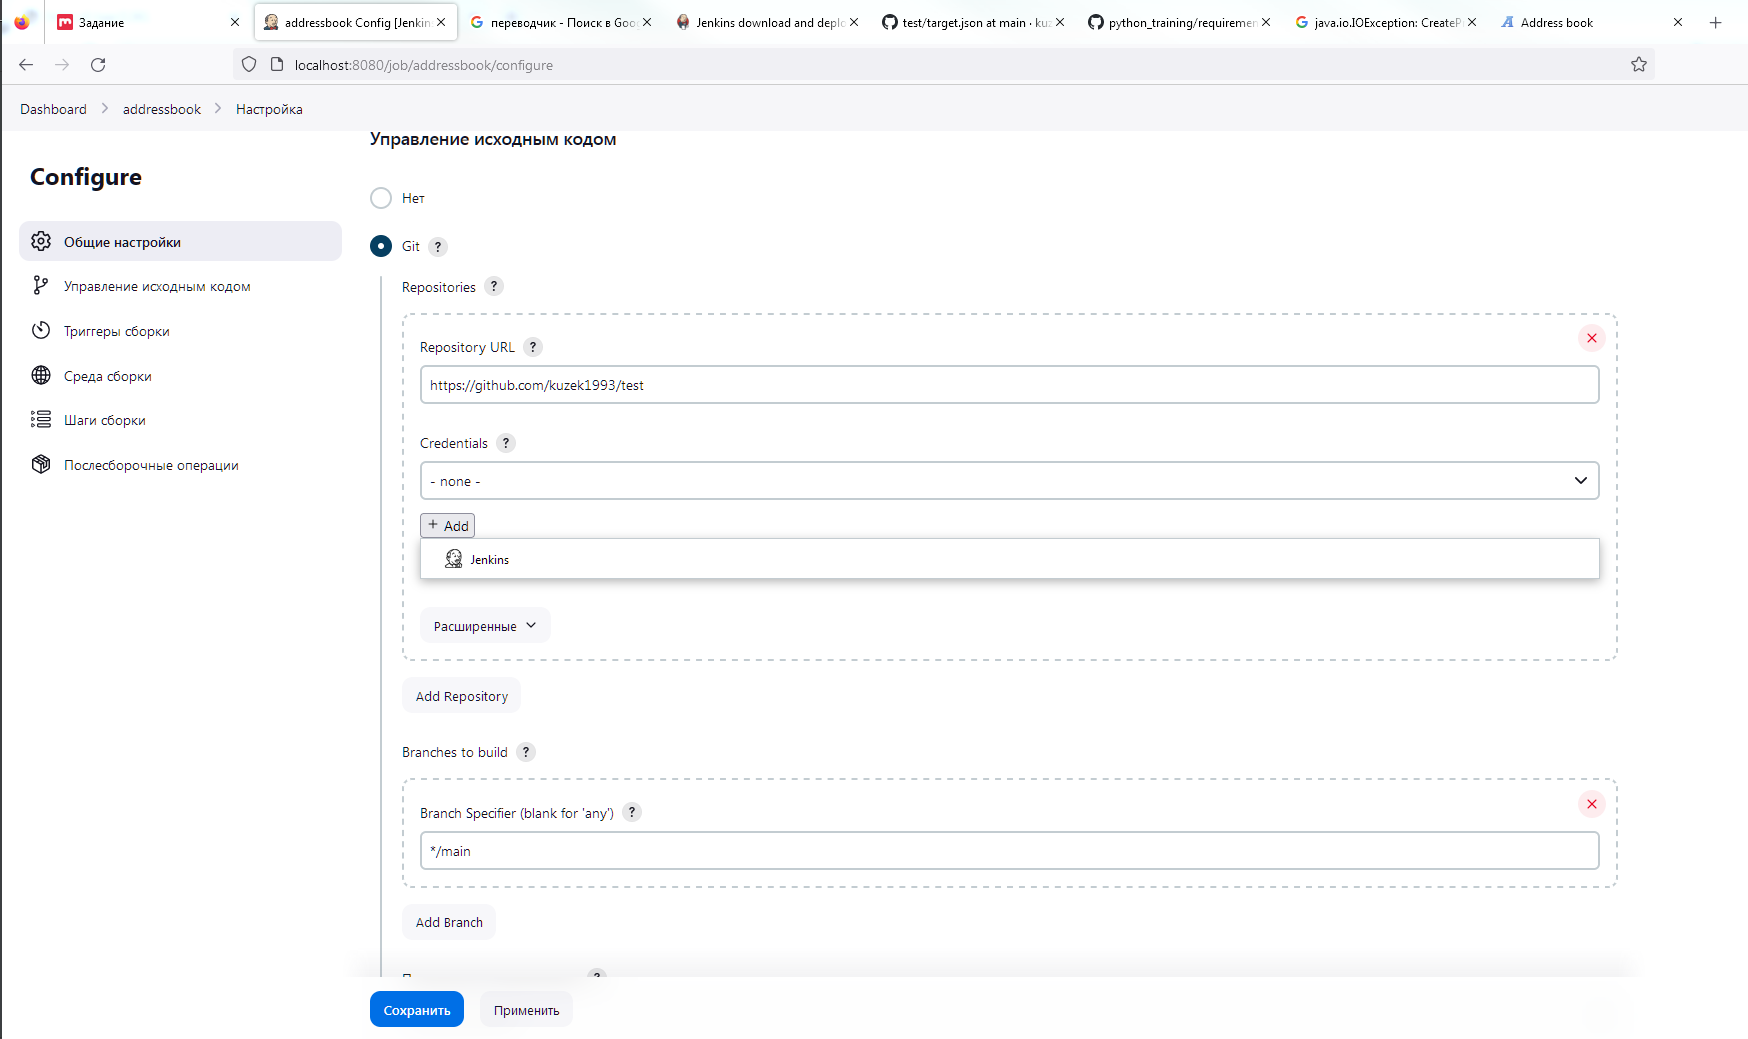 Задание
addressbook Config [Jenkin
переводчик - Поиск в Goo
Jenkins download and deplo
test/target.json at main · kuz
python_training/requiremen
java.io.IOException: CreateP
Address book
localhost:8080/job/addressbook/configure
Dashboard
addressbook
Настройка
Управление исходным кодом
Configure
Нет
Общие настройки
Git ?
Управление исходным кодом
Repositories ?
Триггеры сборки
Repository URL ?
Среда сборки
https://github.com/kuzek1993/test
Шаги сборки
Credentials ?
Послесборочные операции
- none -
+ Add
Jenkins
Расширенные
Add Repository
Branches to build ?
Branch Specifier (blank for 'any') ?
*/main
Add Branch
Сохранить
Применить